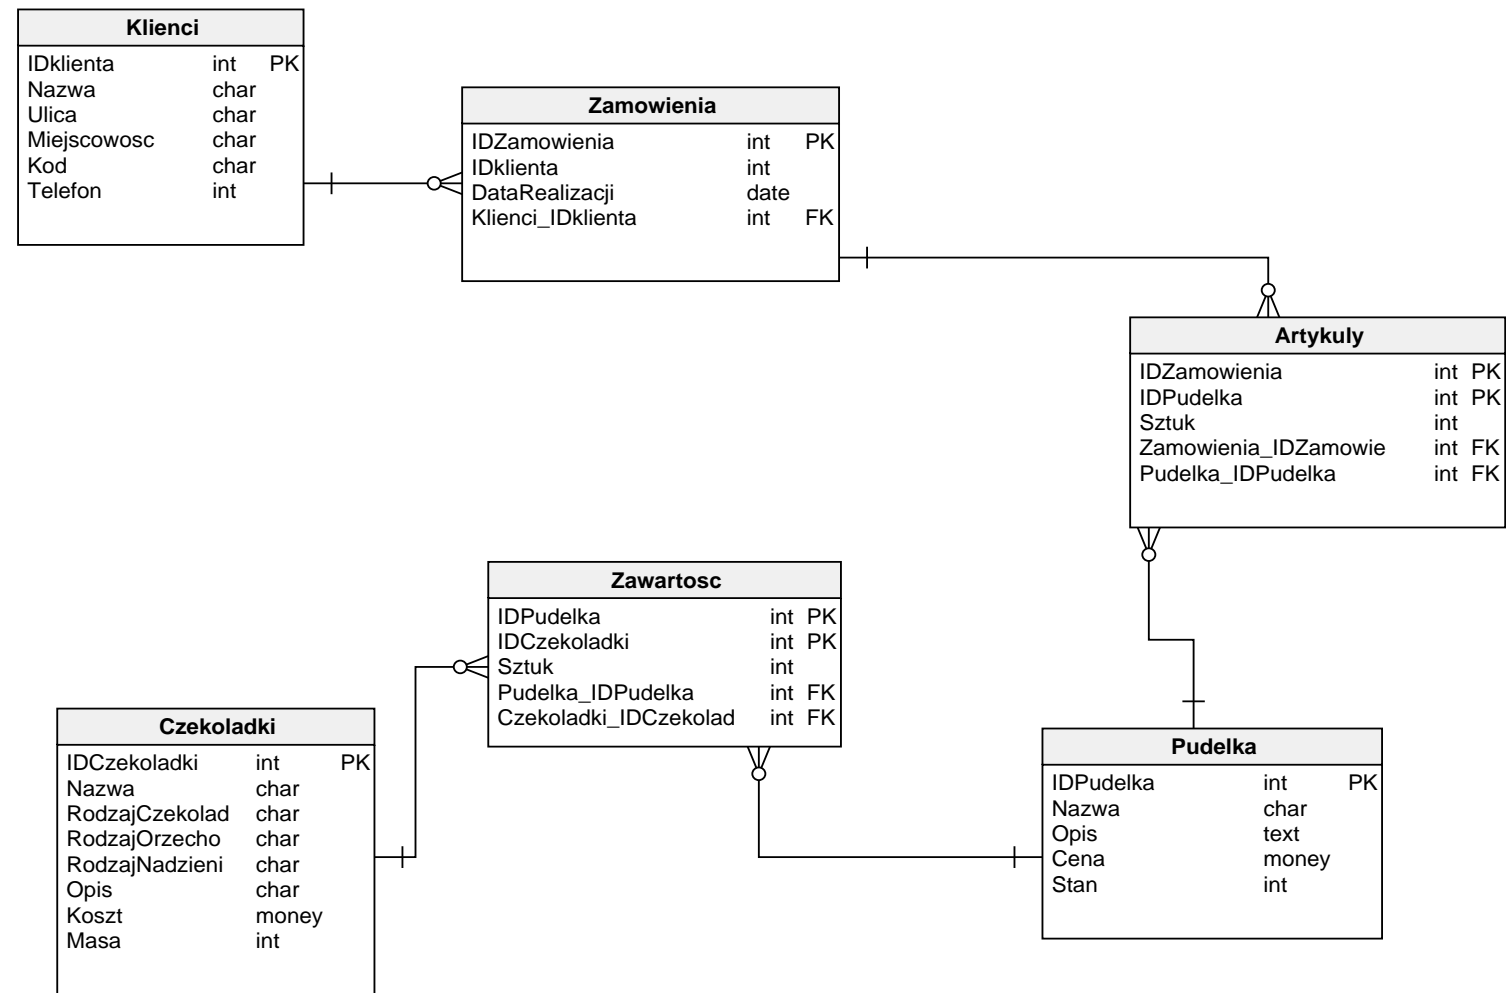 Klienci
IDklienta int PK
Nazwa char
Ulica char
Miejscowosc char
Kod char
Telefon int
Zamowienia
IDZamowienia int PK
IDklienta int
DataRealizacji date
Klienci_IDklienta int FK
Artykuly
IDZamowienia int PK
IDPudelka int PK
Sztuk int
Zamowienia_IDZamowie int FK
Pudelka_IDPudelka int FK
Zawartosc
IDPudelka int PK
IDCzekoladki int PK
Sztuk int
Pudelka_IDPudelka int FK
Czekoladki_IDCzekolad int FK
Czekoladki
IDCzekoladki int PK
Nazwa char
RodzajCzekolad char
RodzajOrzecho char
RodzajNadzieni char
Opis char
Koszt money
Masa int
Pudelka
IDPudelka int PK
Nazwa char
Opis text
Cena money
Stan int